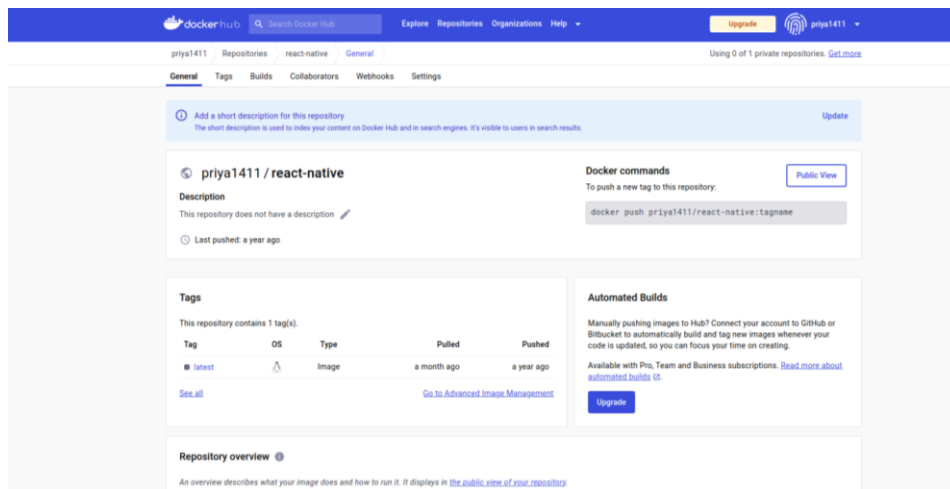 dockerhub Search Docker Hub Explore Repositories Organizations Help Upgrade priya1411
priya1411 Repositories react-native General Using 0 of 1 private repositories. Get more
General Tags Builds Collaborators Webhooks Settings
Add a short description for this repository Update
The short description is used to index your content on Docker Hub and in search engines. It's visible to users in search results.
priya1411 / react-native
Description
This repository does not have a description
Last pushed: a year ago
Docker commands
Public View
To push a new tag to this repository:
docker push priya1411/react-native:tagname
Tags
This repository contains 1 tag(s).
Tag OS Type Pulled Pushed
latest Image a month ago a year ago
See all Go to Advanced Image Management
Automated Builds
Manually pushing images to Hub? Connect your account to GitHub or
Bitbucket to automatically build and tag new images whenever your
code is updated, so you can focus your time on creating.
Available with Pro, Team and Business subscriptions. Read more about
automated builds
Upgrade
Repository overview
An overview describes what your image does and how to run it. It displays in the public view of your repository